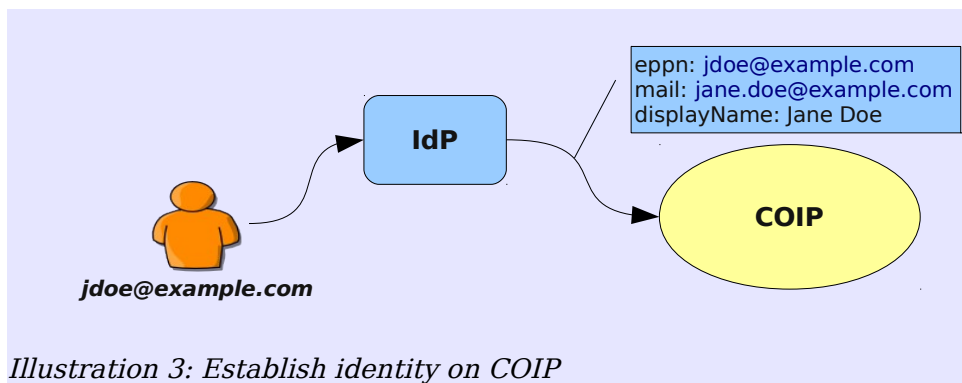 eppn: jdoe@example.com
mail: jane.doe@example.com
displayName: Jane Doe
IdP
COIP
jdoe@example.com
Illustration 3: Establish identity on COIP